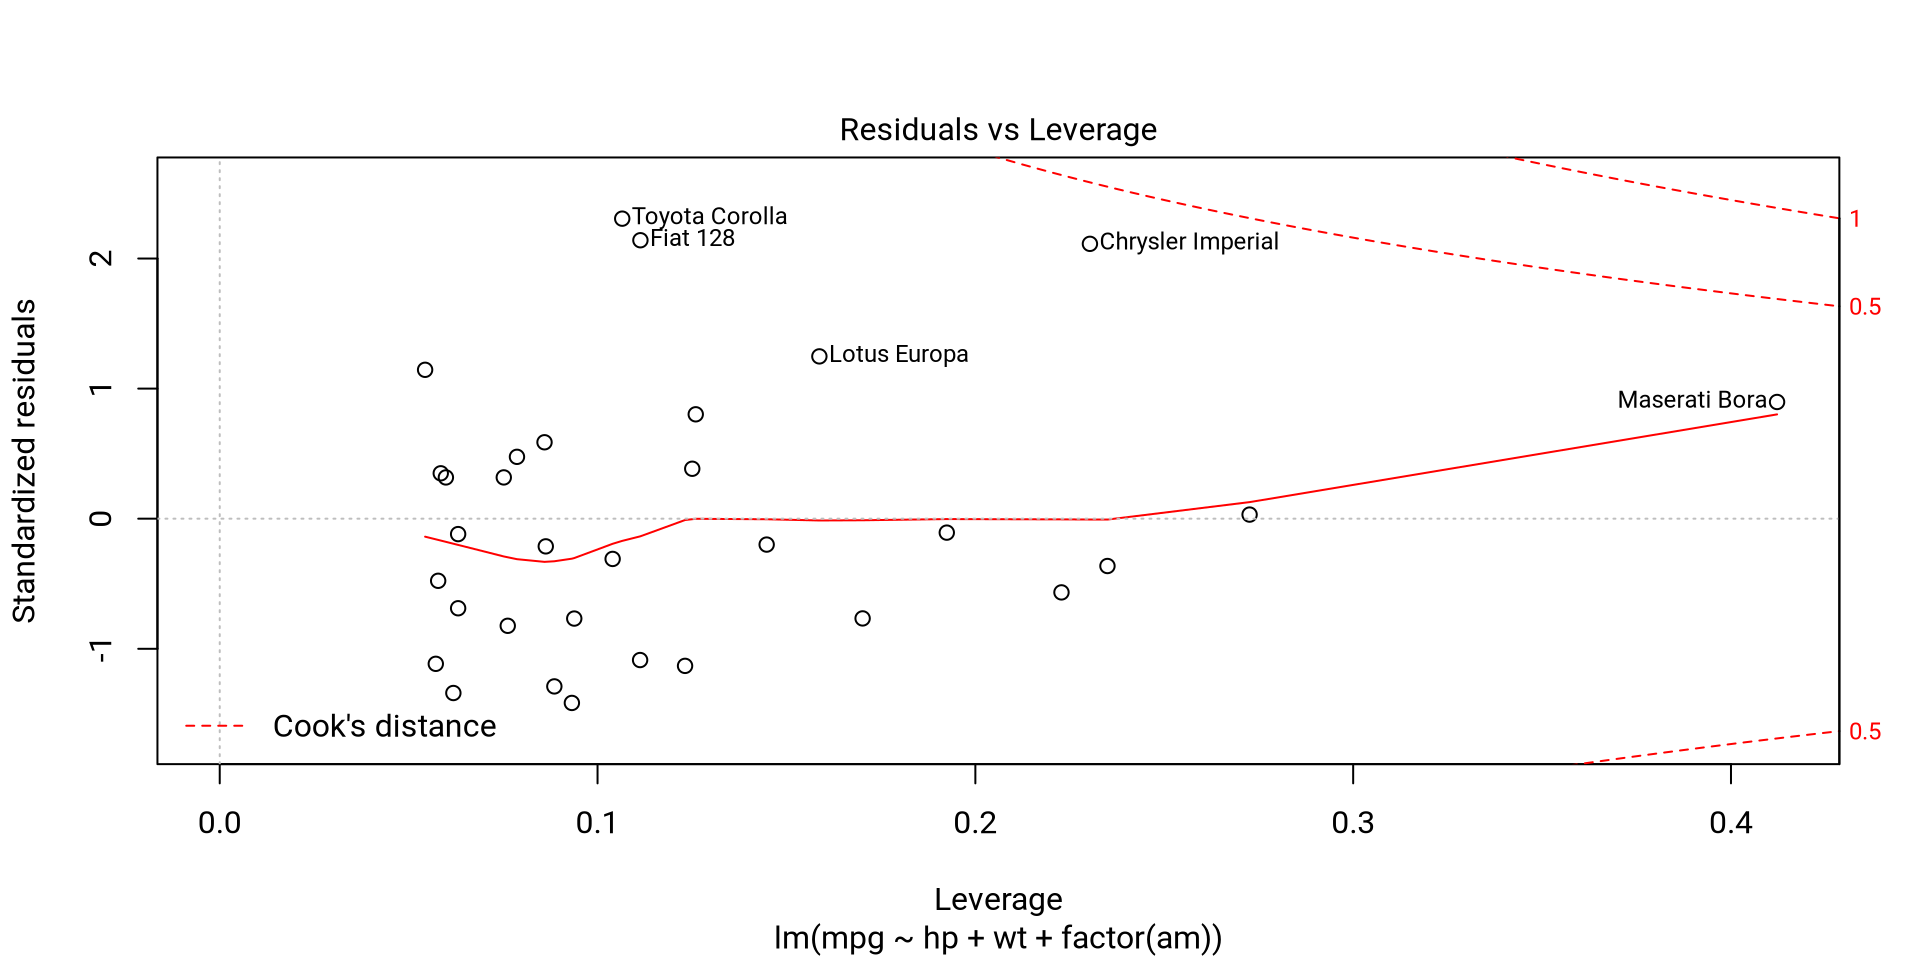 Residuals vs Leverage
Standardized residuals
2
1
0
-1
Toyota Corolla
Fiat 128
Chrysler Imperial
Lotus Europa
Maserati Bora
1
0.5
0.5
Cook's distance
0.0 0.1 0.2 0.3 0.4
Leverage
lm(mpg ~ hp + wt + factor(am))